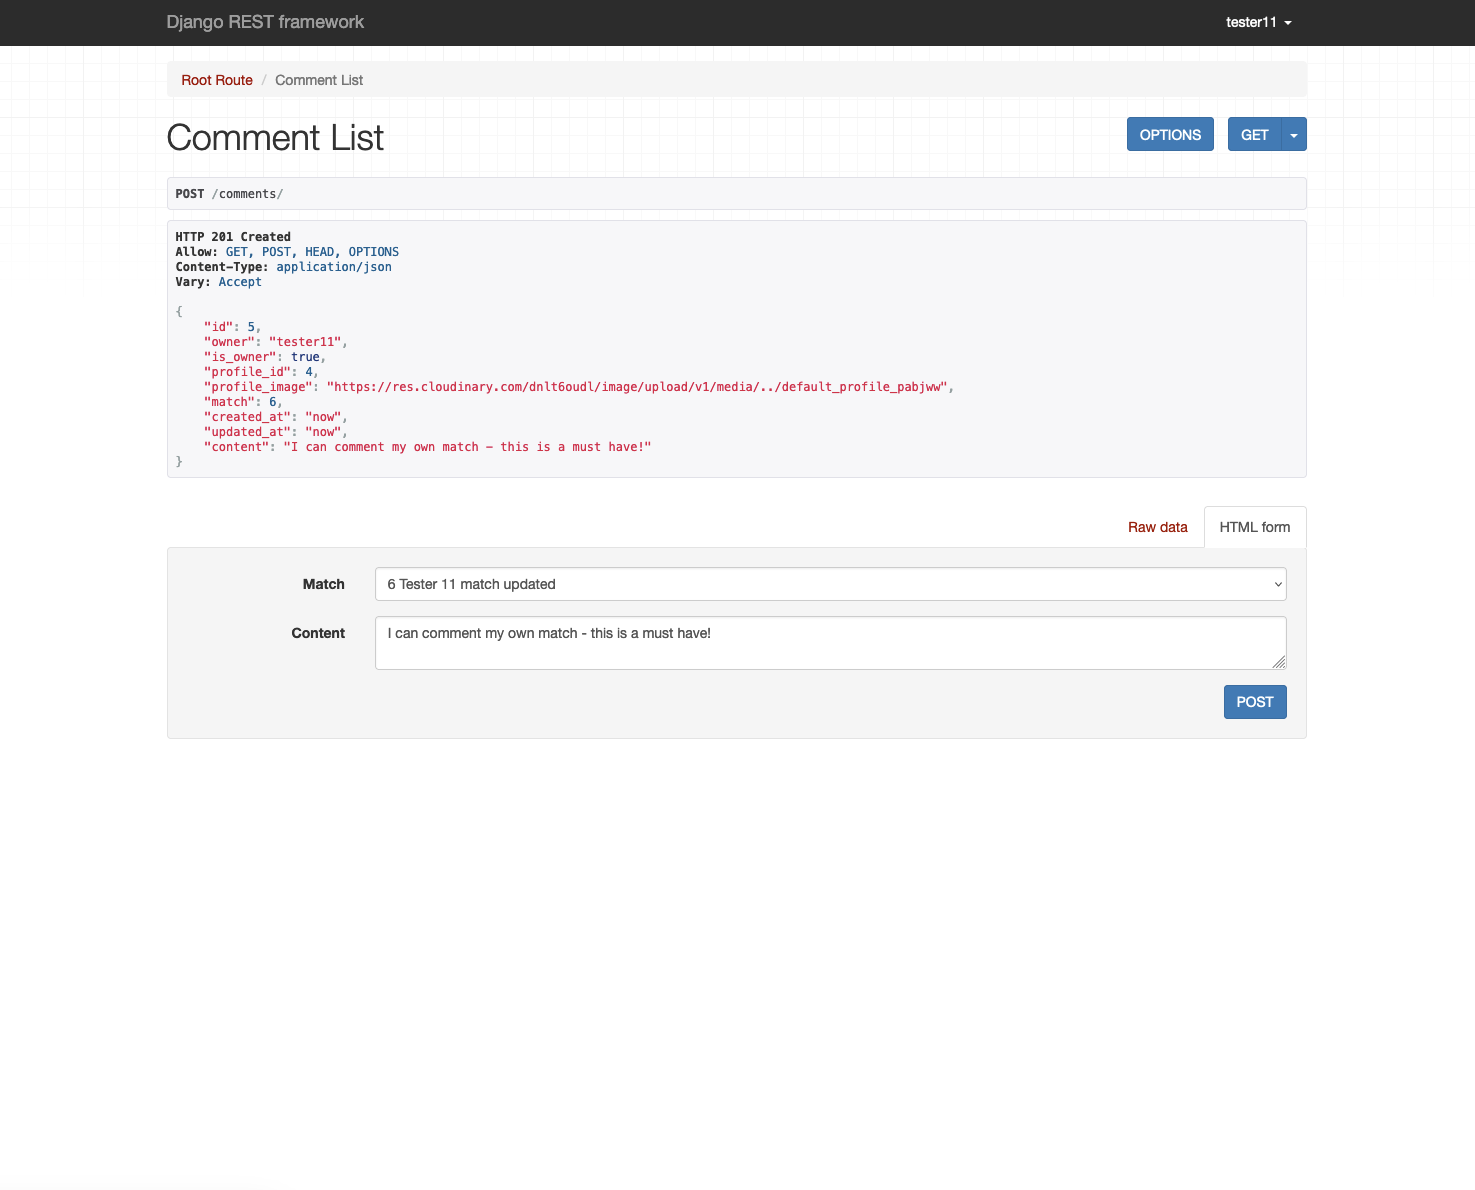 Django REST framework
tester11
Root Route / Comment List
Comment List
OPTIONS
GET
POST /comments/
HTTP 201 Created
Allow: GET, POST, HEAD, OPTIONS
Content-Type: application/json
Vary: Accept
{
    "id": 5,
    "owner": "tester11",
    "is_owner": true,
    "profile_id": 4,
    "profile_image": "https://res.cloudinary.com/dnlt6oudl/image/upload/v1/media/../default_profile_pabjww",
    "match": 6,
    "created_at": "now",
    "updated_at": "now",
    "content": "I can comment my own match - this is a must have!"
}
Raw data
HTML form
Match
6 Tester 11 match updated
Content
I can comment my own match - this is a must have!
POST